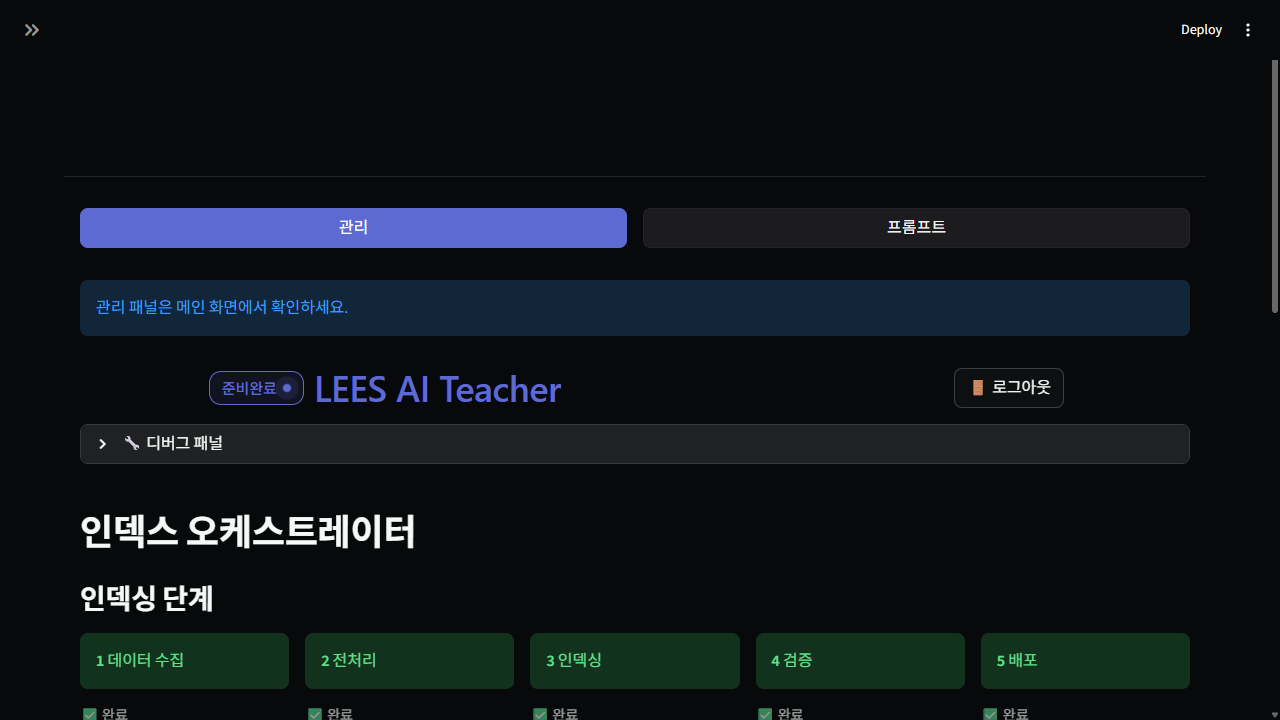 Deploy
관리
프롬프트
관리 패널은 메인 화면에서 확인하세요.
준비완료
LEES AI Teacher
로그아웃
디버그 패널
인덱스 오케스트레이터
인덱싱 단계
1 데이터 수집
2 전처리
3 인덱싱
4 검증
5 배포
완료
완료
완료
완료
완료